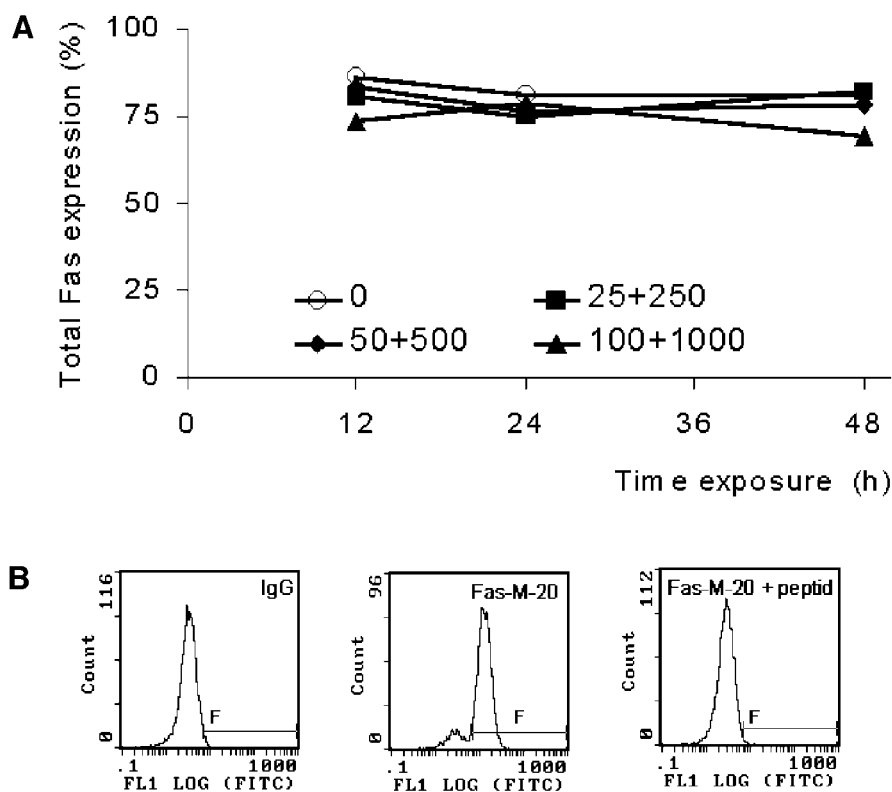 A
Total Fas expression (%)
100
75
50
25
0
0 25+250
50+500 100+1000
0 12 24 36 48
Time exposure (h)
B
116
Count
0
IgG
F
.1 1000
FL1 LOG (FITC)
96
Count
0
Fas-M-20
F
.1 1000
FL1 LOG (FITC)
112
Count
0
Fas-M-20 + peptid
F
.1 1000
FL1 LOG (FITC)